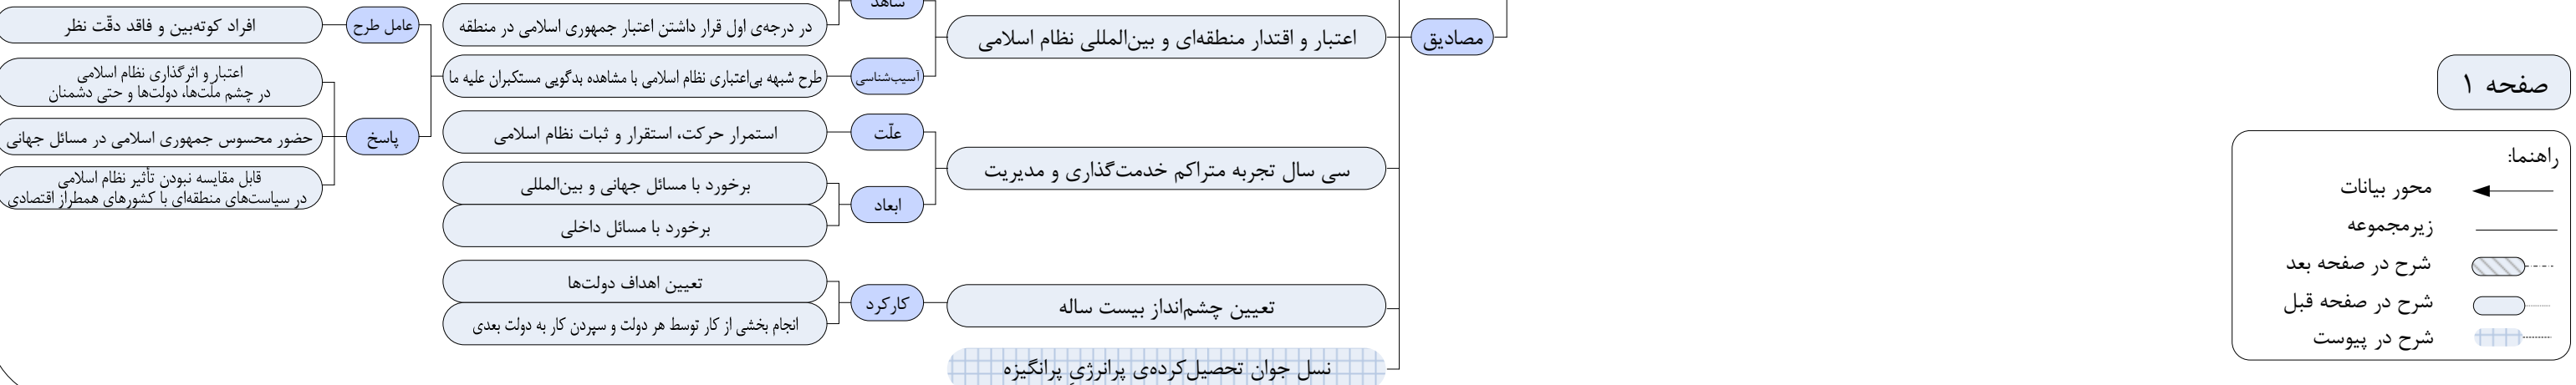 صفحه ۱
راهنما:
محور بیانات
زیرمجموعه
شرح در صفحه بعد
شرح در صفحه قبل
شرح در پیوست
مصادیق
اعتبار و اقتدار منطقه‌ای و بین‌المللی نظام اسلامی
شاهد
در درجه‌ی اول قرار داشتن اعتبار جمهوری اسلامی در منطقه
آسیب‌شناسی
طرح شبهه بی‌اعتباری نظام اسلامی با مشاهده بدگویی مستکبران علیه ما
عامل طرح
افراد کوته‌بین و فاقد دقّت نظر
پاسخ
اعتبار و اثرگذاری نظام اسلامی
در چشم ملّت‌ها، دولت‌ها و حتی دشمنان
حضور محسوس جمهوری اسلامی در مسائل جهانی
قابل مقایسه نبودن تأثیر نظام اسلامی
در سیاست‌های منطقه‌ای با کشورهای همطراز اقتصادی
سی سال تجربه متراکم خدمت‌گذاری و مدیریت
علّت
استمرار حرکت، استقرار و ثبات نظام اسلامی
ابعاد
برخورد با مسائل جهانی و بین‌المللی
برخورد با مسائل داخلی
تعیین چشم‌انداز بیست ساله
کارکرد
تعیین اهداف دولت‌ها
انجام بخشی از کار توسط هر دولت و سپردن کار به دولت بعدی
نسل جوان تحصیل‌کرده‌ی پرانرژیِ پرانگیزه